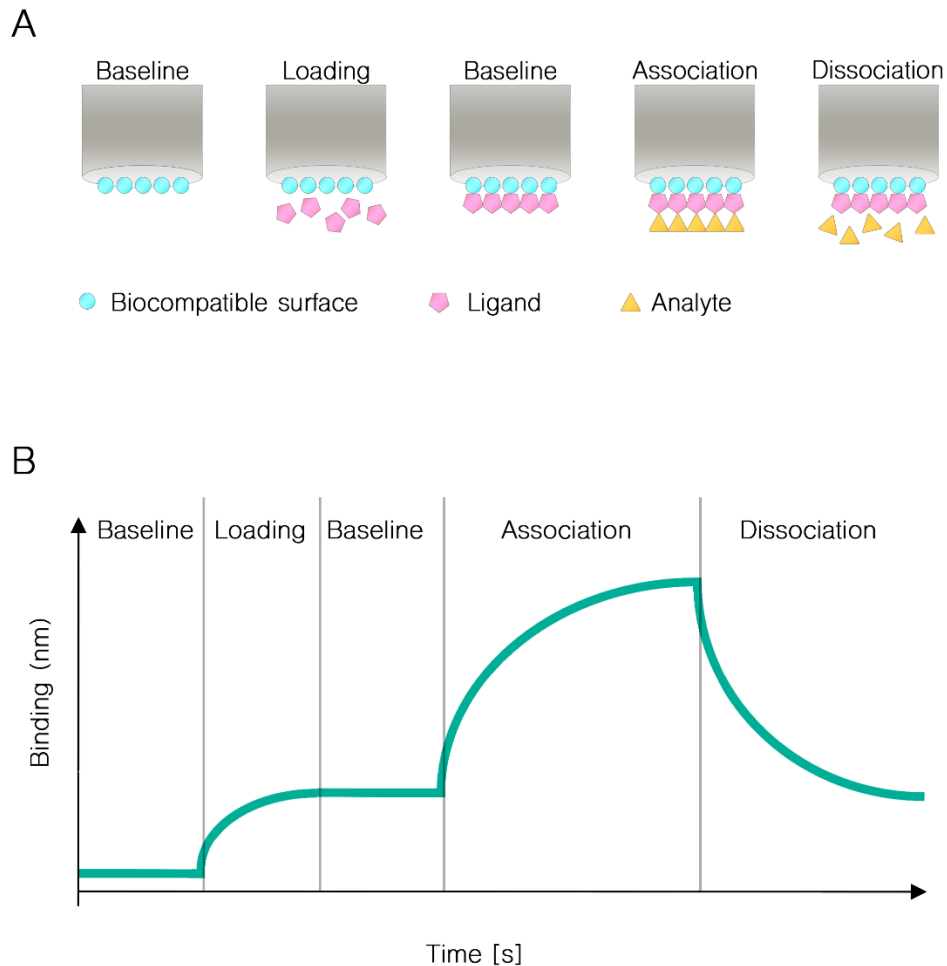 A
Baseline
Loading
Baseline
Association
Dissociation
Biocompatible surface
Ligand
Analyte
B
Baseline
Loading
Baseline
Association
Dissociation
Binding (nm)
Time [s]